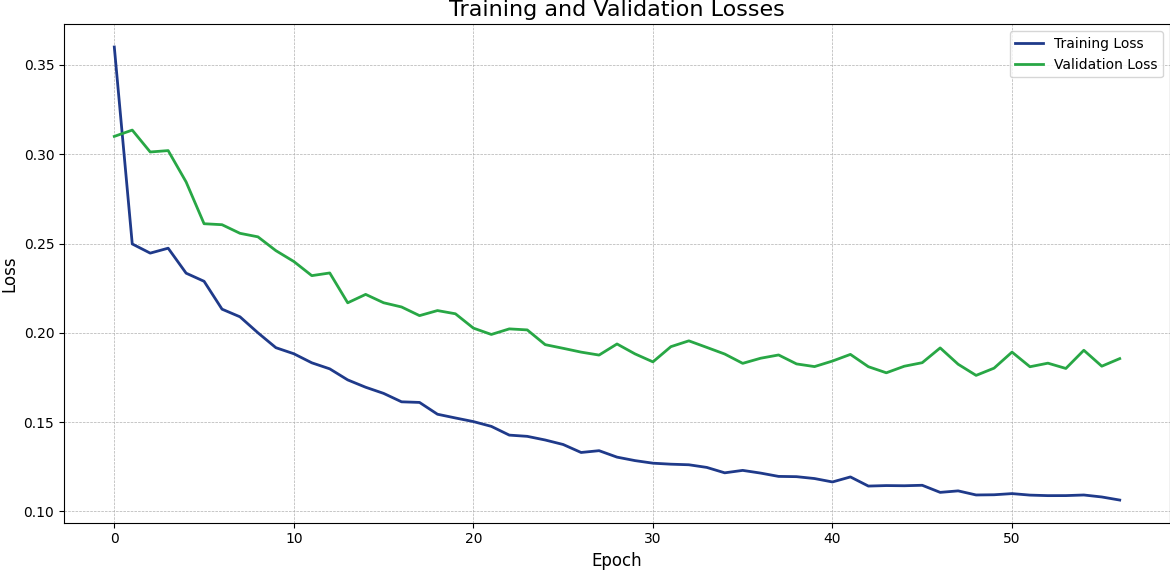 Training and Validation Losses
Training Loss
Validation Loss
Loss
0.35
0.30
0.25
0.20
0.15
0.10
0 10 20 30 40 50
Epoch